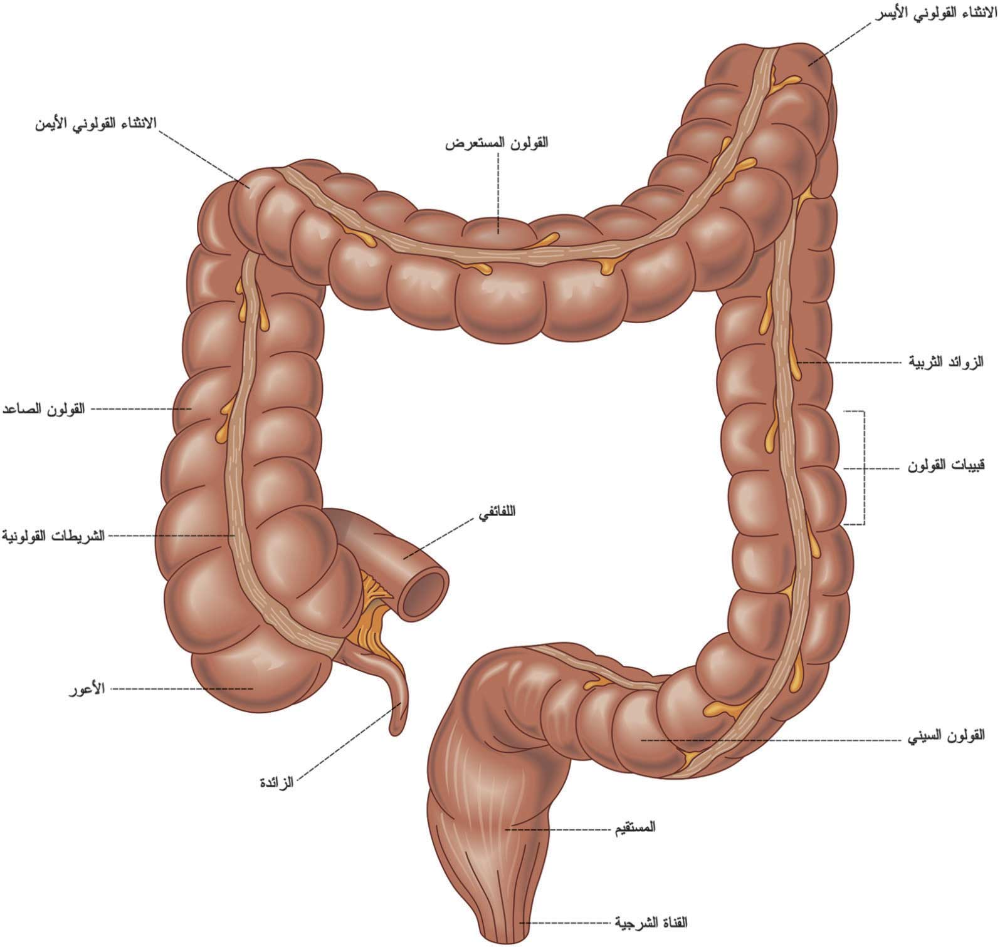 الانثناء القولوني الأيسر
الانثناء القولوني الأيمن
القولون المستعرض
الزوائد الثربية
القولون الصاعد
قبيبات القولون
اللفائفي
الشريطات القولونية
الأعور
القولون السيني
الزائدة
المستقيم
القناة الشرجية